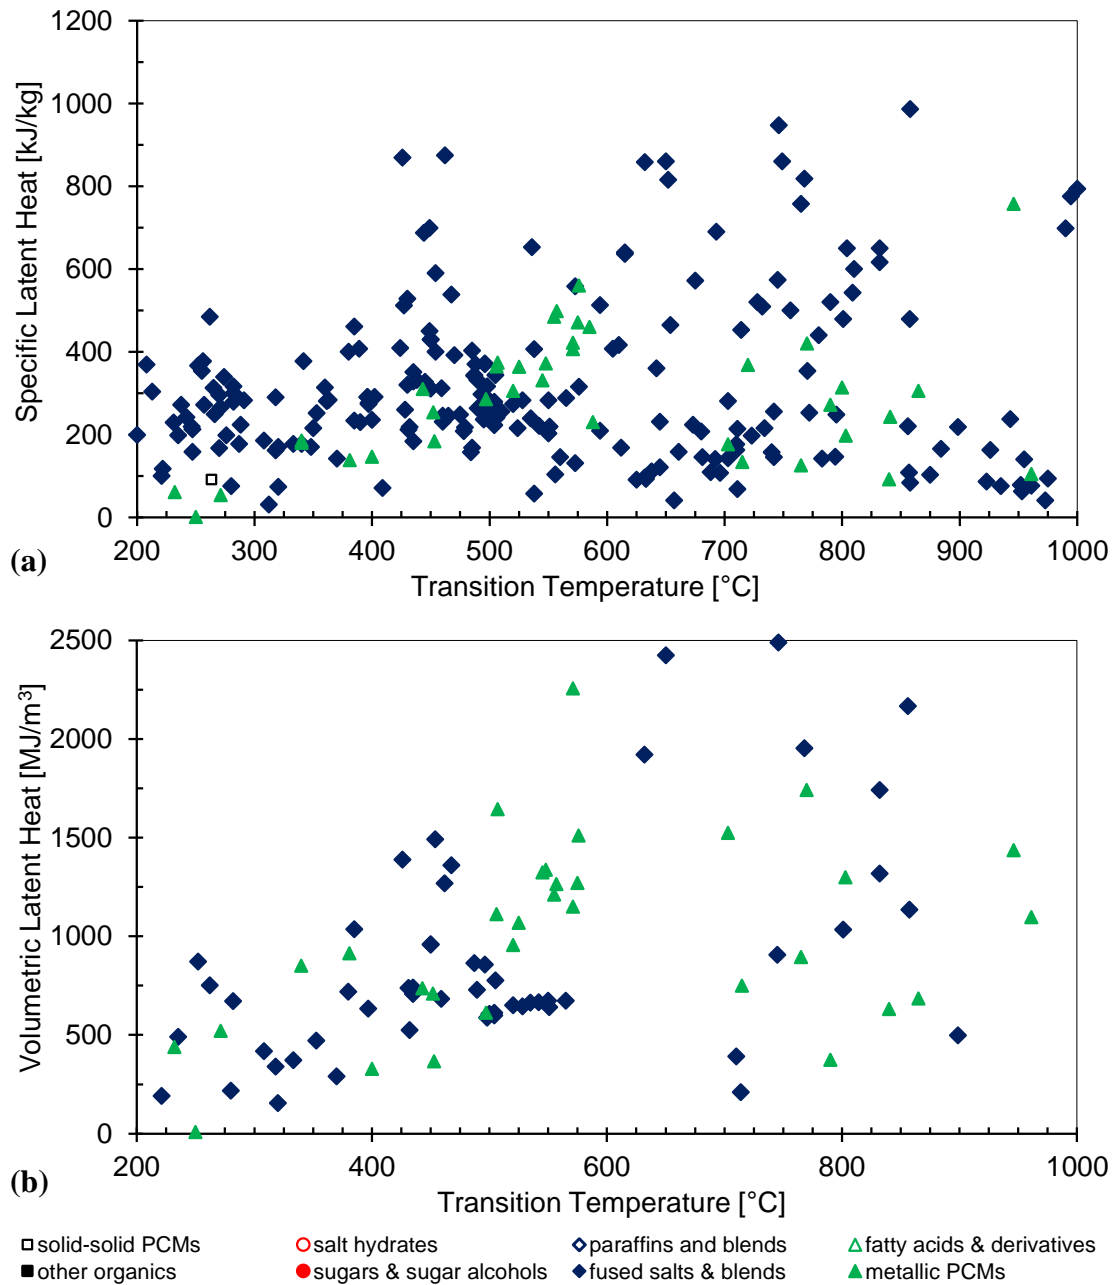 1200
1000
800
600
400
200
0
Specific Latent Heat [kJ/kg]
200 300 400 500 600 700 800 900 1000
(a)
Transition Temperature [°C]
2500
2000
1500
1000
500
0
Volumetric Latent Heat [MJ/m³]
200 400 600 800 1000
(b)
Transition Temperature [°C]
solid-solid PCMs salt hydrates paraffins and blends fatty acids & derivatives
other organics sugars & sugar alcohols fused salts & blends metallic PCMs